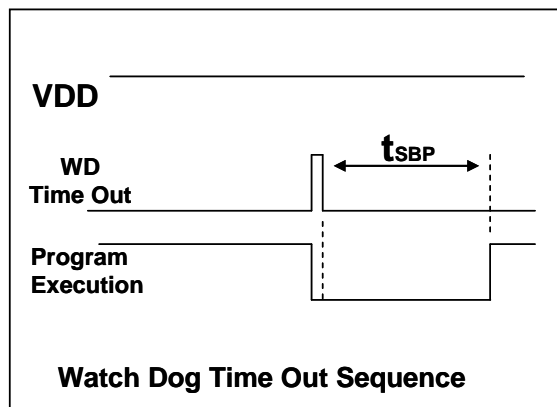 VDD
tSBP
WD
Time Out
Program
Execution
Watch Dog Time Out Sequence